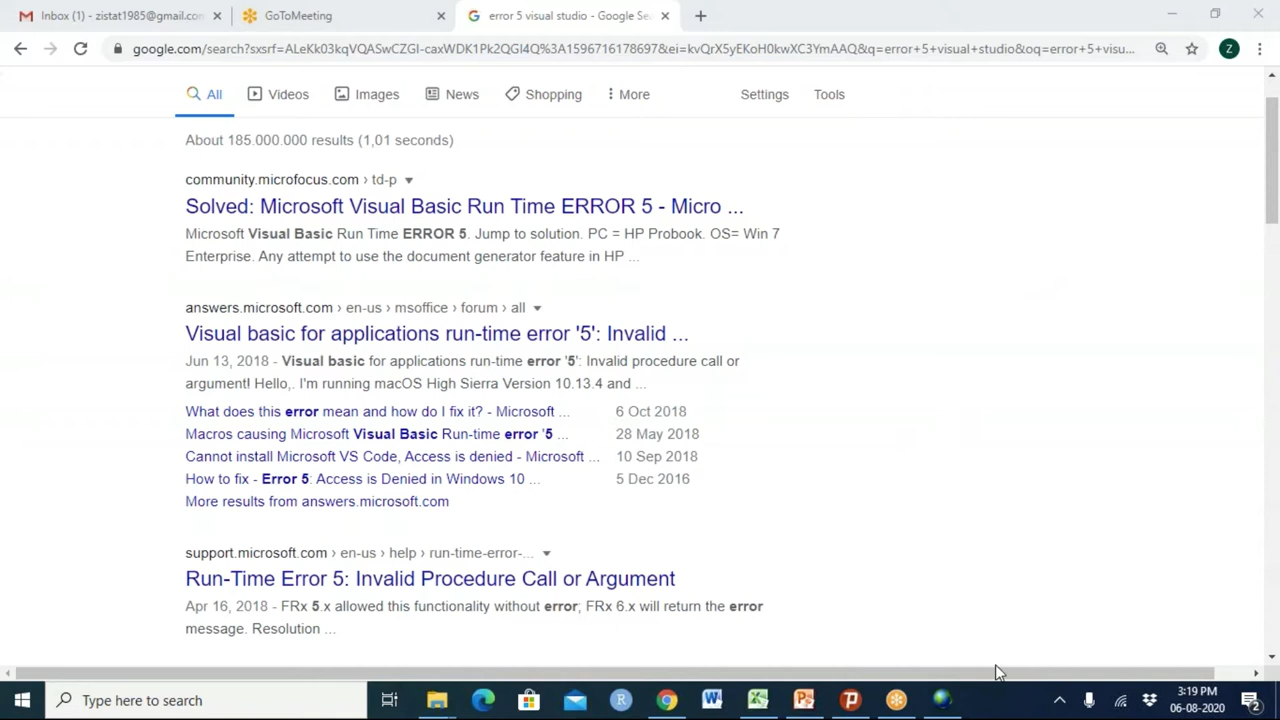 Inbox (1) - zistat1985@gmail.con
GoToMeeting
error 5 visual studio - Google Sea
google.com/search?sxsrf=ALeKk03kqVQASwCZGI-caxWDK1Pk2QGI4Q%3A1596716178697&ei=kvQrX5yEKoH0kwXC3YmAAQ&q=error+5+visual+studio&oq=error+5+visu...
Z
All
Videos
Images
News
Shopping
More
Settings
Tools
About 185.000.000 results (1,01 seconds)
community.microfocus.com › td-p
Solved: Microsoft Visual Basic Run Time ERROR 5 - Micro ...
Microsoft Visual Basic Run Time ERROR 5. Jump to solution. PC = HP Probook. OS= Win 7
Enterprise. Any attempt to use the document generator feature in HP ...
answers.microsoft.com › en-us › msoffice › forum › all
Visual basic for applications run-time error '5': Invalid ...
Jun 13, 2018 - Visual basic for applications run-time error '5': Invalid procedure call or
argument! Hello,. I'm running macOS High Sierra Version 10.13.4 and ...
What does this error mean and how do I fix it? - Microsoft ... 6 Oct 2018
Macros causing Microsoft Visual Basic Run-time error '5 ... 28 May 2018
Cannot install Microsoft VS Code, Access is denied - Microsoft ... 10 Sep 2018
How to fix - Error 5: Access is Denied in Windows 10 ... 5 Dec 2016
More results from answers.microsoft.com
support.microsoft.com › en-us › help › run-time-error-...
Run-Time Error 5: Invalid Procedure Call or Argument
Apr 16, 2018 - FRx 5.x allowed this functionality without error; FRx 6.x will return the error
message. Resolution ...
Type here to search
3:19 PM
06-08-2020
2